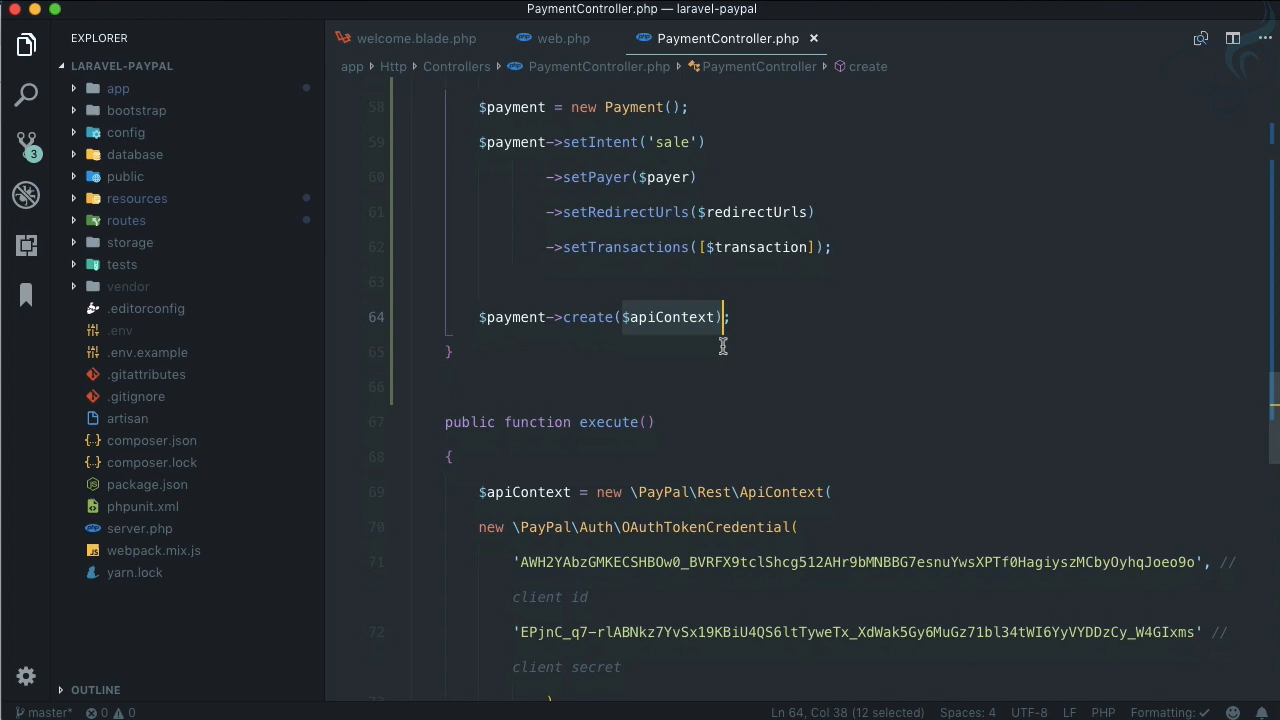 PaymentController.php — laravel-paypal
EXPLORER
welcome.blade.php
web.php
PaymentController.php
LARAVEL-PAYPAL
app
Http
Controllers
PaymentController.php
PaymentController
create
app
bootstrap
config
database
public
resources
routes
storage
tests
vendor
.editorconfig
.env
.env.example
.gitattributes
.gitignore
artisan
composer.json
composer.lock
package.json
phpunit.xml
server.php
webpack.mix.js
yarn.lock
OUTLINE
3
58 $payment = new Payment();
59 $payment->setIntent('sale')
60 ->setPayer($payer)
61 ->setRedirectUrls($redirectUrls)
62 ->setTransactions([$transaction]);
63
64 $payment->create($apiContext);
65 }
66
67 public function execute()
68 {
69 $apiContext = new \PayPal\Rest\ApiContext(
70 new \PayPal\Auth\OAuthTokenCredential(
71 'AWH2YAbzGMKECSHBOw0_BVRFX9tclShcg512AHr9bMNBBG7esnuYwsXPTf0HagiyszMCbyOyhqJoeo9o', //
client id
72 'EPjnC_q7-rlABNkz7YvSx19KBiU4QS6ltTyweTx_XdWak5Gy6MuGz71bl34tWI6YyVYDDzCy_W4GIxms' //
client secret
)
master*
0
0
Ln 64, Col 38 (12 selected)
Spaces: 4
UTF-8
LF
PHP
Formatting: ✓